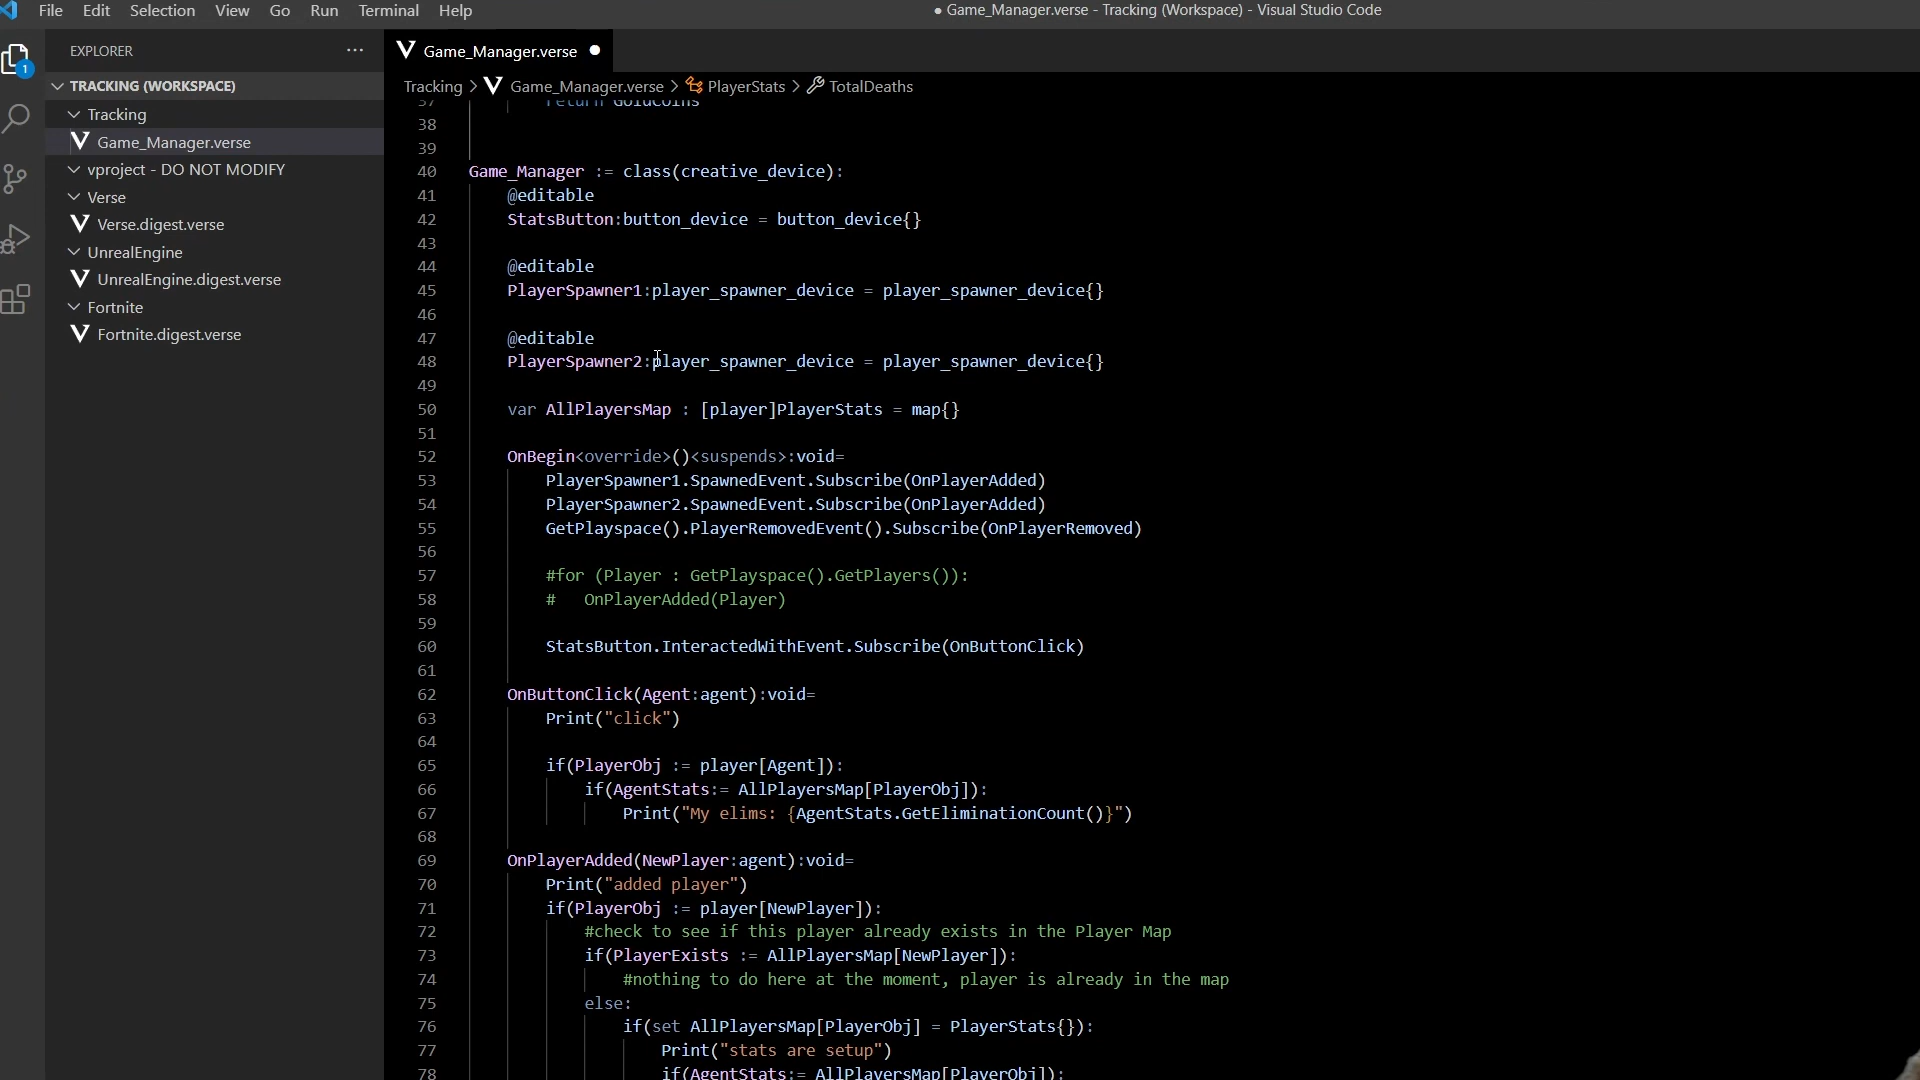 File Edit Selection View Go Run Terminal Help
● Game_Manager.verse - Tracking (Workspace) - Visual Studio Code
EXPLORER ···
1
TRACKING (WORKSPACE)
Tracking
Game_Manager.verse
vproject - DO NOT MODIFY
Verse
Verse.digest.verse
UnrealEngine
UnrealEngine.digest.verse
Fortnite
Fortnite.digest.verse
Game_Manager.verse ●
Tracking > Game_Manager.verse > PlayerStats > TotalDeaths
37 return GoldCoins
38
39
40 Game_Manager := class(creative_device):
41 @editable
42 StatsButton:button_device = button_device{}
43
44 @editable
45 PlayerSpawner1:player_spawner_device = player_spawner_device{}
46
47 @editable
48 PlayerSpawner2:player_spawner_device = player_spawner_device{}
49
50 var AllPlayersMap : [player]PlayerStats = map{}
51
52 OnBegin<override>()<suspends>:void=
53 PlayerSpawner1.SpawnedEvent.Subscribe(OnPlayerAdded)
54 PlayerSpawner2.SpawnedEvent.Subscribe(OnPlayerAdded)
55 GetPlayspace().PlayerRemovedEvent().Subscribe(OnPlayerRemoved)
56
57 #for (Player : GetPlayspace().GetPlayers()):
58 #   OnPlayerAdded(Player)
59
60 StatsButton.InteractedWithEvent.Subscribe(OnButtonClick)
61
62 OnButtonClick(Agent:agent):void=
63 Print("click")
64
65 if(PlayerObj := player[Agent]):
66 if(AgentStats:= AllPlayersMap[PlayerObj]):
67 Print("My elims: {AgentStats.GetEliminationCount()}")
68
69 OnPlayerAdded(NewPlayer:agent):void=
70 Print("added player")
71 if(PlayerObj := player[NewPlayer]):
72 #check to see if this player already exists in the Player Map
73 if(PlayerExists := AllPlayersMap[NewPlayer]):
74 #nothing to do here at the moment, player is already in the map
75 else:
76 if(set AllPlayersMap[PlayerObj] = PlayerStats{}):
77 Print("stats are setup")
78 if(AgentStats:= AllPlayersMap[PlayerObj]):